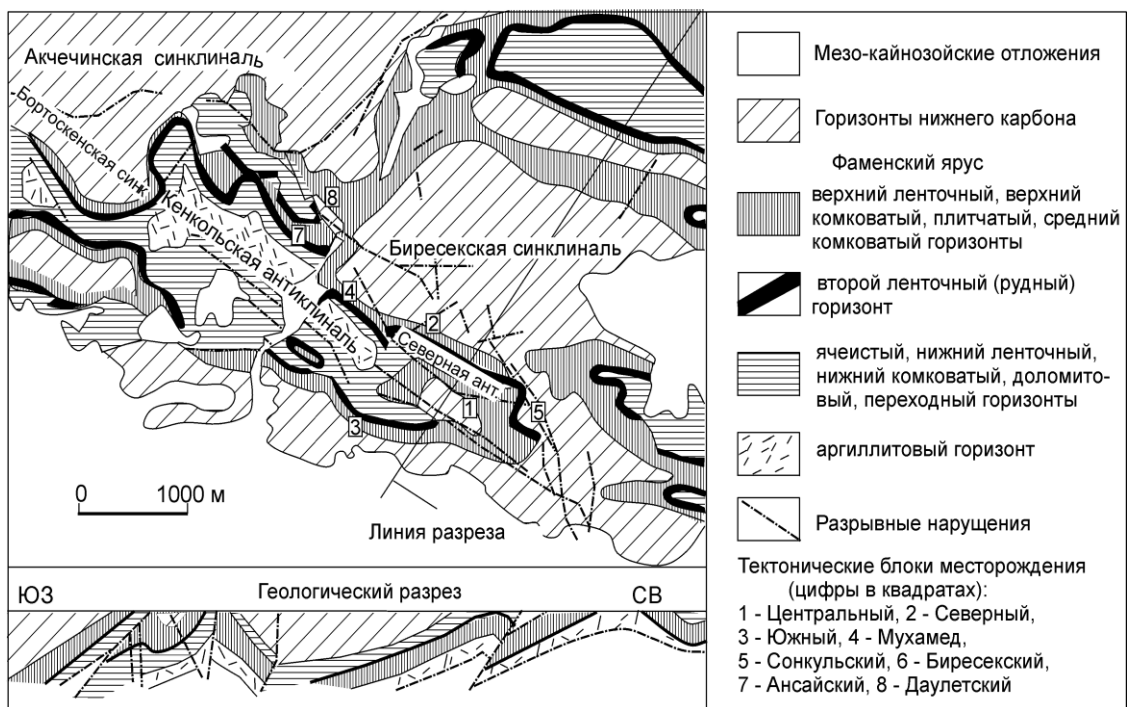 Акчечинская синклиналь
Бортоскенская синк.
Кенкольская антиклиналь
8
7
Биресекская синклиналь
4
2
Северная ант.
1
5
3
0 1000 м
Линия разреза
ЮЗ Геологический разрез СВ
Мезо-кайнозойские отложения
Горизонты нижнего карбона
Фаменский ярус
верхний ленточный, верхний
комковатый, плитчатый, средний
комковатый горизонты
второй ленточный (рудный)
горизонт
ячеистый, нижний ленточный,
нижний комковатый, доломито-
вый, переходный горизонты
аргиллитовый горизонт
Разрывные нарущения
Тектонические блоки месторождения
(цифры в квадратах):
1 - Центральный, 2 - Северный,
3 - Южный, 4 - Мухамед,
5 - Сонкульский, 6 - Биресекский,
7 - Ансайский, 8 - Даулетский